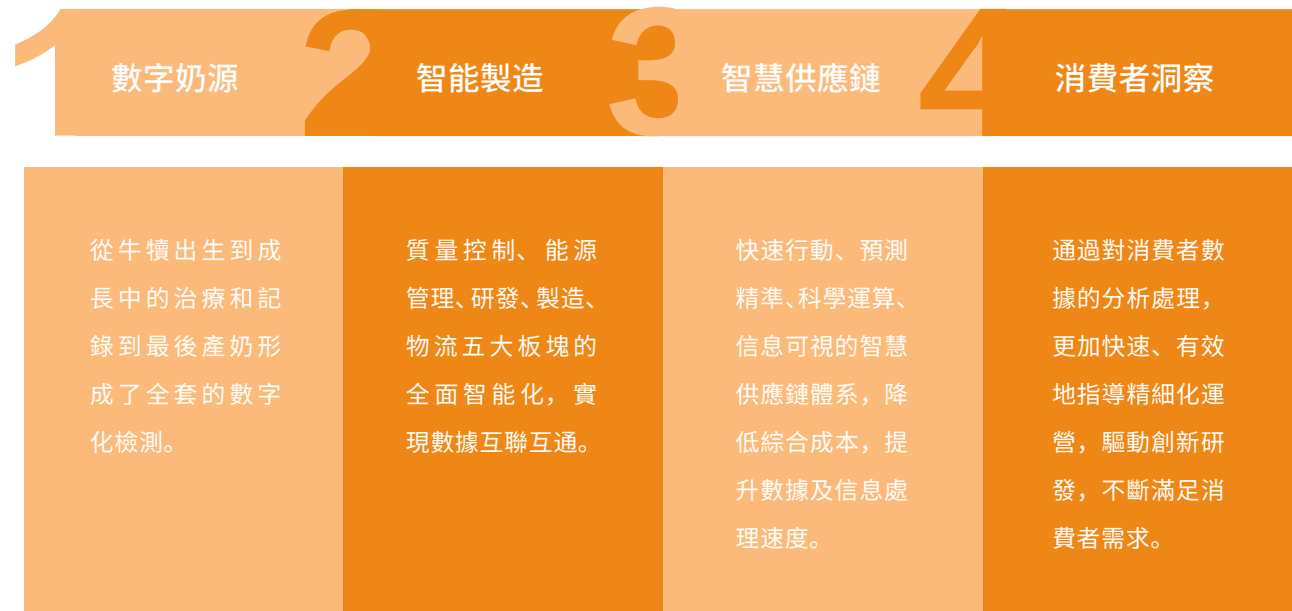 1
數字奶源
2
智能製造
3
智慧供應鏈
4
消費者洞察
從牛犢出生到成
長中的治療和記
錄到最後產奶形
成了全套的數字
化檢測。
質量控制、能源
管理、研發、製造、
物流五大板塊的
全面智能化，實
現數據互聯互通。
快速行動、預測
精準、科學運算、
信息可視的智慧
供應鏈體系，降
低綜合成本，提
升數據及信息處
理速度。
通過對消費者數
據的分析處理，
更加快速、有效
地指導精細化運
營，驅動創新研
發，不斷滿足消
費者需求。